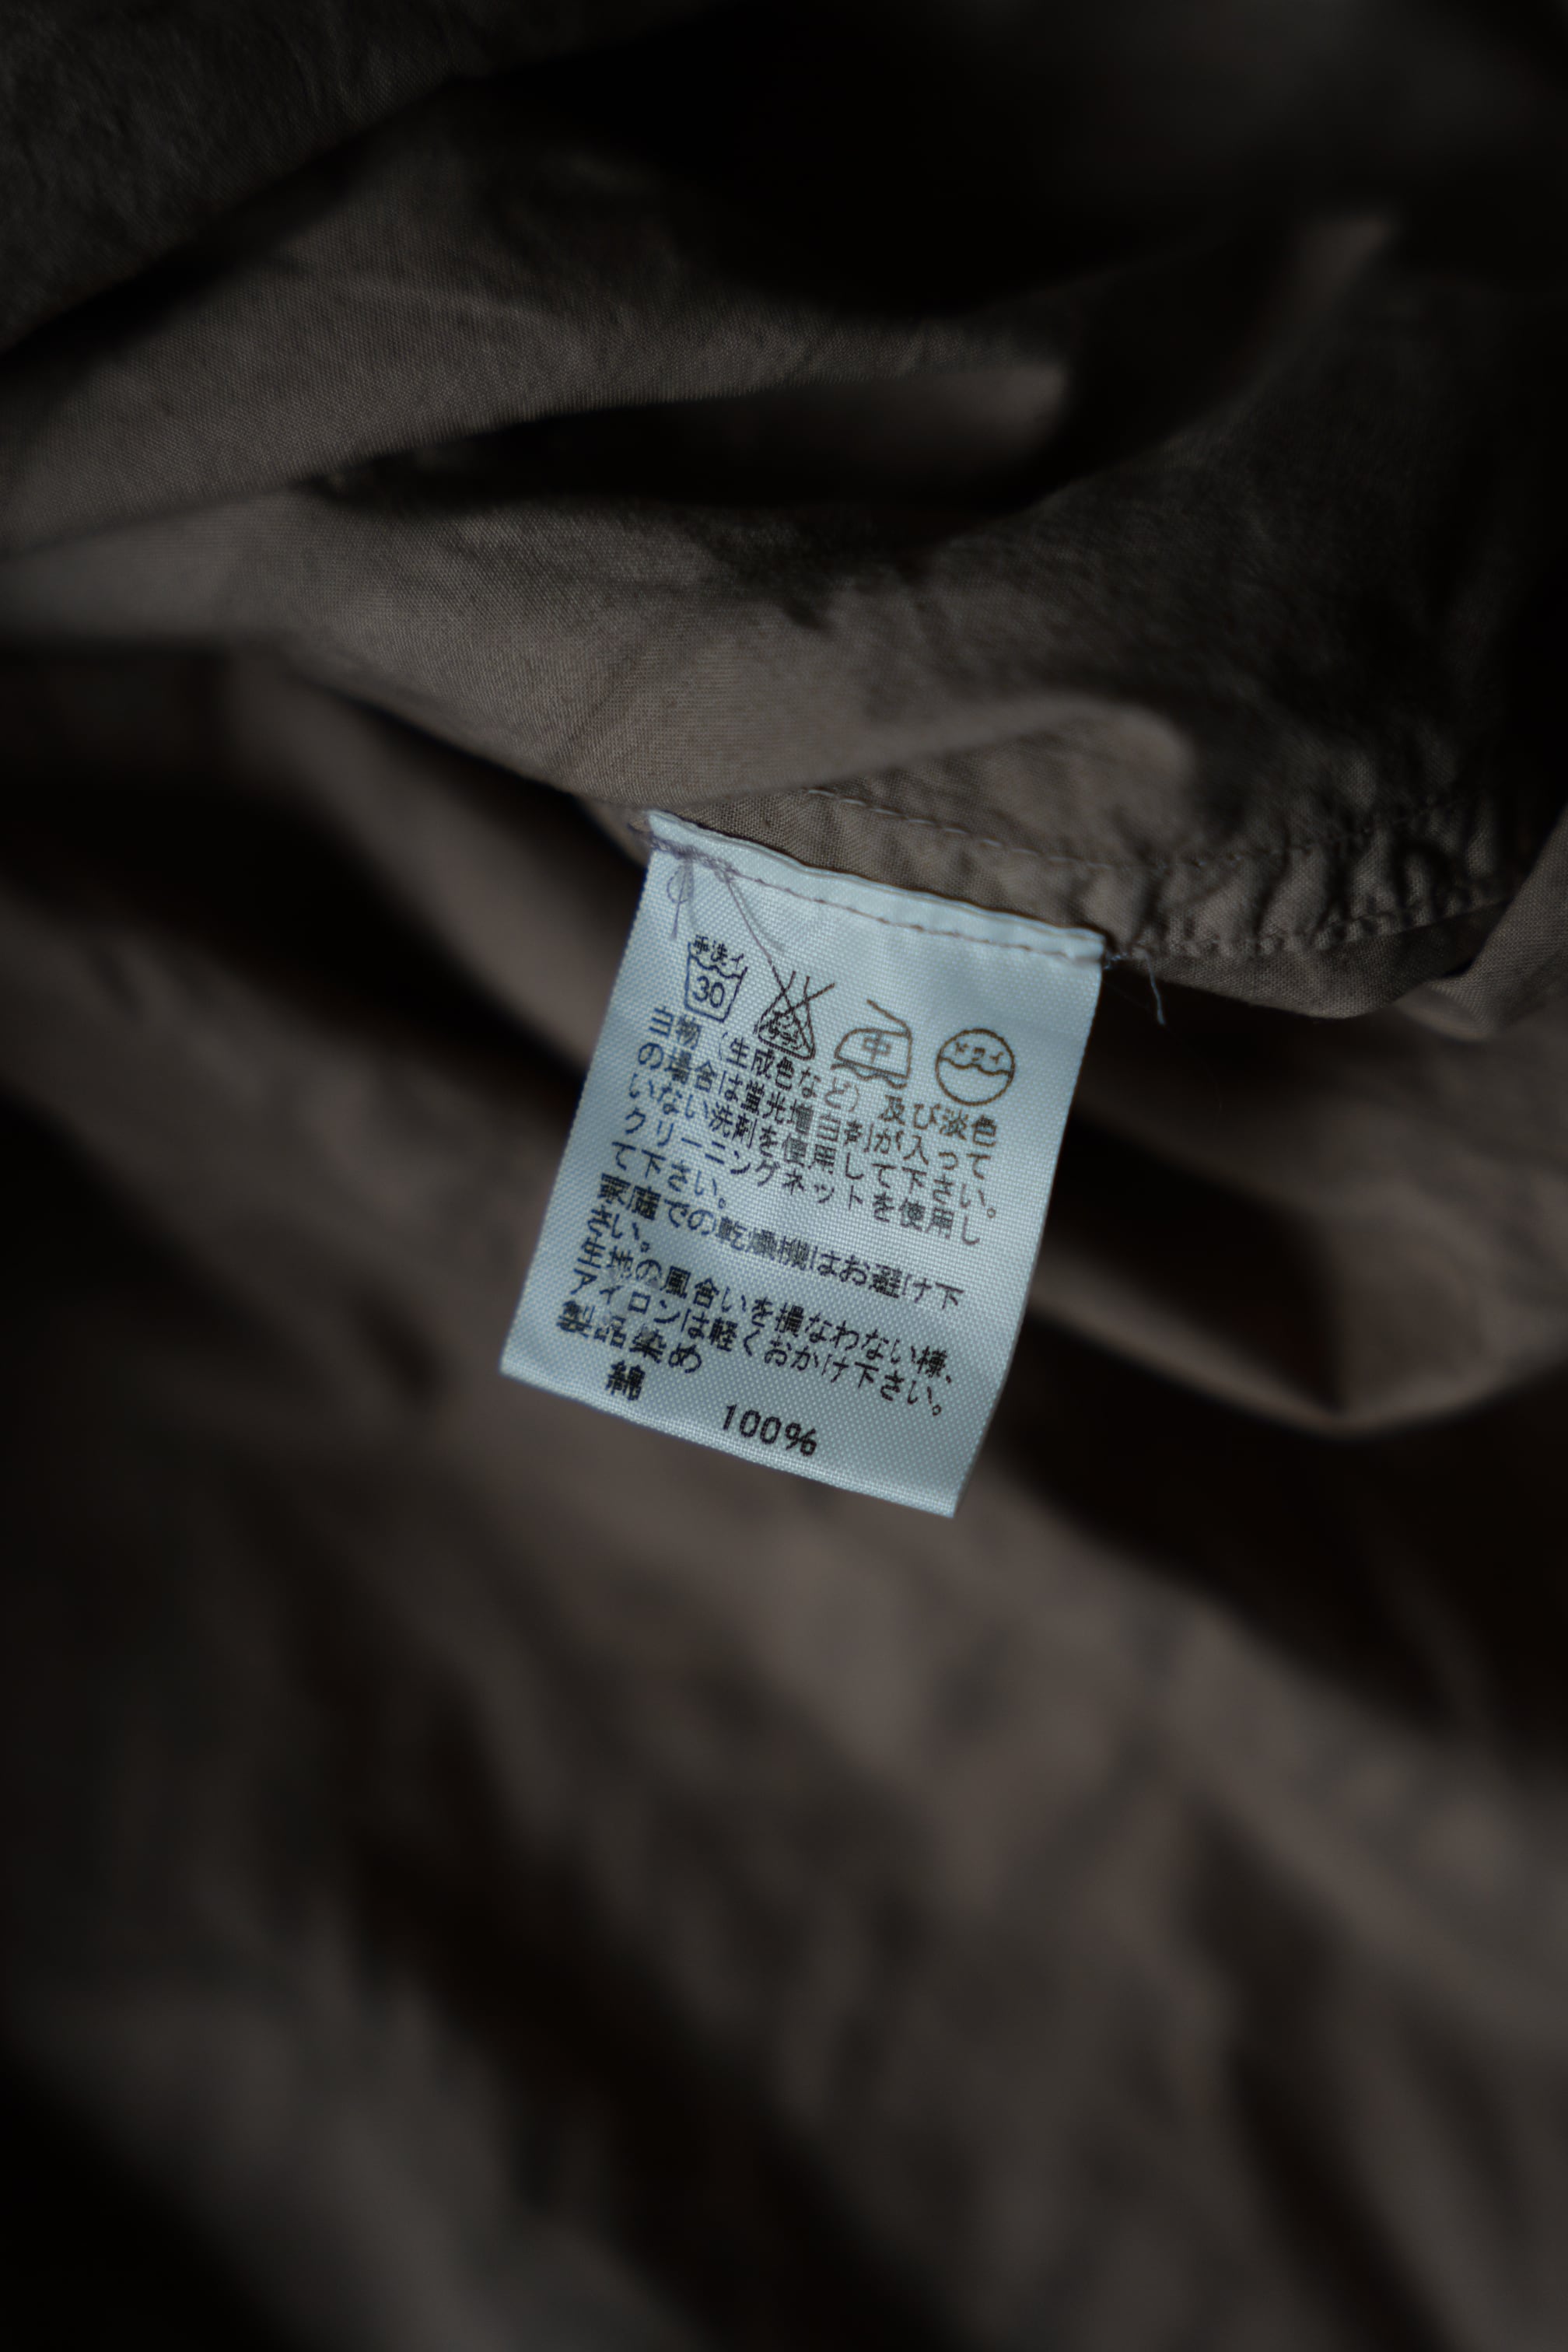 手洗イ 30 中 ドライ
白物（生成色など）及び淡色
の場合は蛍光増白剤が入って
いない洗剤を使用して下さい。
クリーニングネットを使用し
て下さい。
家庭での乾燥機はお避け下
さい。
生地の風合いを損なわない様、
アイロンは軽くおかけ下さい。
製品染め
綿
100%